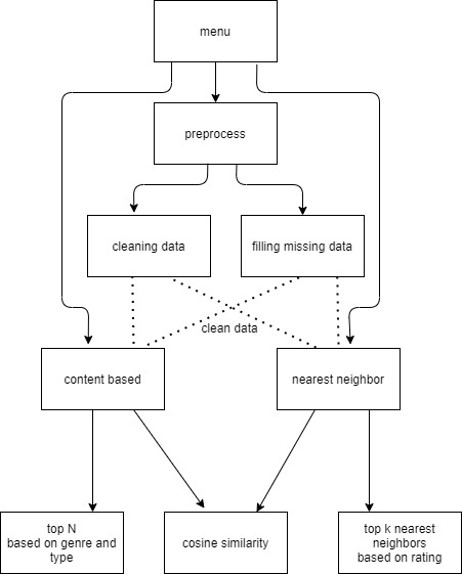 menu
preprocess
cleaning data
filling missing data
clean data
content based
nearest neighbor
top N
based on genre and
type
cosine similarity
top k nearest
neighbors
based on rating